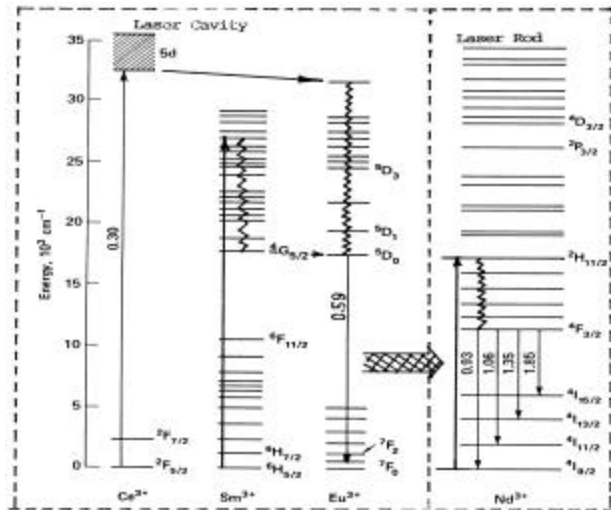 Lasor Cavity
Laser Rod
Energy, 10³ cm⁻¹
35
30
25
20
15
10
5
0
5d
0.30
²F₇/₂
²F₅/₂
Ce³⁺
⁴G₅/₂
⁶F₁₁/₂
⁶H₇/₂
⁶H₅/₂
Sm³⁺
⁵D₃
⁵D₁
⁵D₀
0.59
⁷F₂
⁷F₀
Eu³⁺
⁴D₃/₂
²P₃/₂
²H₁₁/₂
⁴F₃/₂
0.93
1.06
1.35
1.85
⁴I₁₅/₂
⁴I₁₃/₂
⁴I₁₁/₂
⁴I₉/₂
Nd³⁺